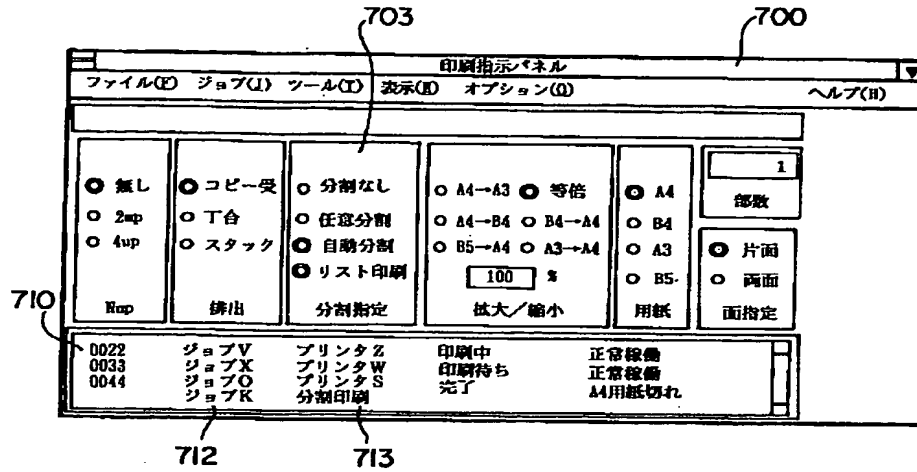 703
700
印刷指示パネル
ファイル(F) ジョブ(J) ツール(T) 表示(H) オプション(O) ヘルプ(H)
無し
2up
4up
Nup
コピー受
丁合
スタック
排出
分割なし
任意分割
自動分割
リスト印刷
分割指定
A4→A3 等倍
A4→B4 B4→A4
B5→A4 A3→A4
100 %
拡大/縮小
A4
B4
A3
B5
用紙
1
部数
片面
両面
面指定
710
0022 ジョブV プリンタZ 印刷中 正常稼働
0033 ジョブX プリンタW 印刷待ち 正常稼働
0044 ジョブO プリンタS 完了
ジョブK 分割印刷 A4用紙切れ
712
713